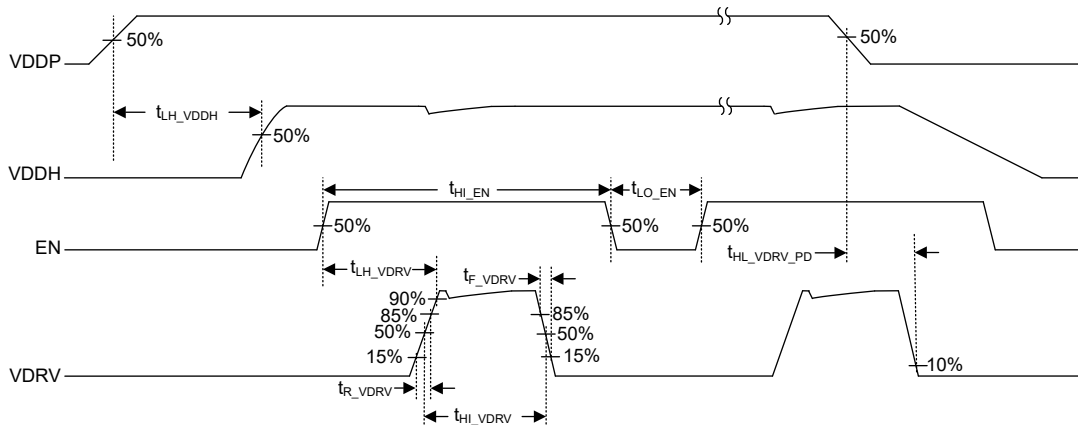 VDDP
50%
50%
tLH_VDDH
50%
VDDH
tHI_EN
tLO_EN
50%
50%
50%
EN
tLH_VDRV
tF_VDRV
tHL_VDRV_PD
90%
85%
85%
50%
50%
15%
15%
10%
VDRV
tR_VDRV
tHI_VDRV